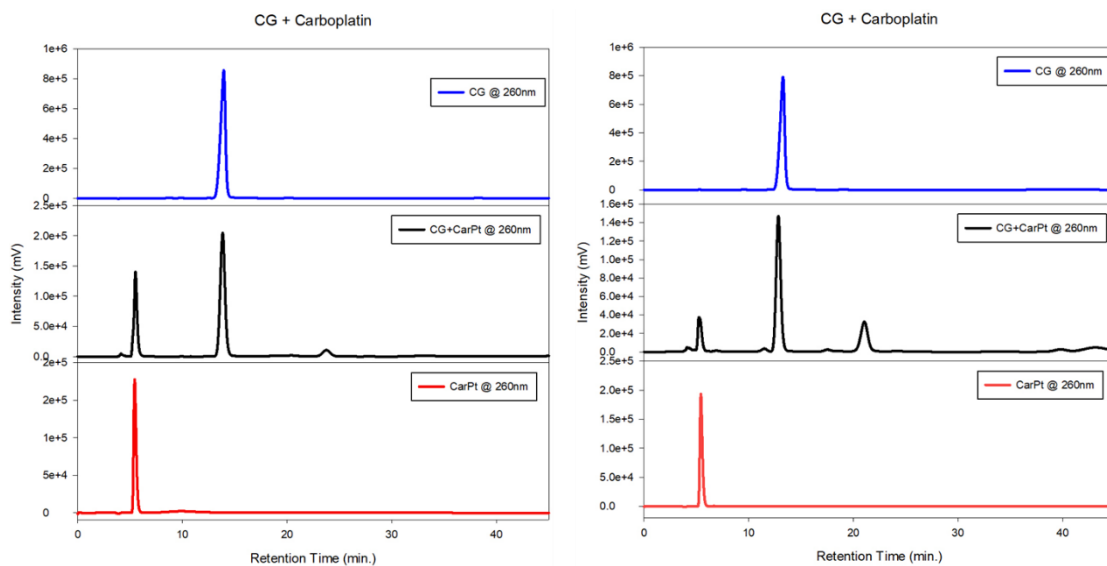 CG + Carboplatin
1e+6
8e+5
6e+5
4e+5
2e+5
0
CG @ 260nm
2.5e+5
2.0e+5
1.5e+5
1.0e+5
5.0e+4
0.0
CG+CarPt @ 260nm
Intensity (mV)
2e+5
2e+5
1e+5
5e+4
0
CarPt @ 260nm
0 10 20 30 40
Retention Time (min.)
CG + Carboplatin
1e+6
8e+5
6e+5
4e+5
2e+5
0
CG @ 260nm
1.6e+5
1.4e+5
1.2e+5
1.0e+5
8.0e+4
6.0e+4
4.0e+4
2.0e+4
0.0
CG+CarPt @ 260nm
Intensity (mV)
2.5e+5
2.0e+5
1.5e+5
1.0e+5
5.0e+4
0.0
CarPt @ 260nm
0 10 20 30 40
Retention Time (min.)